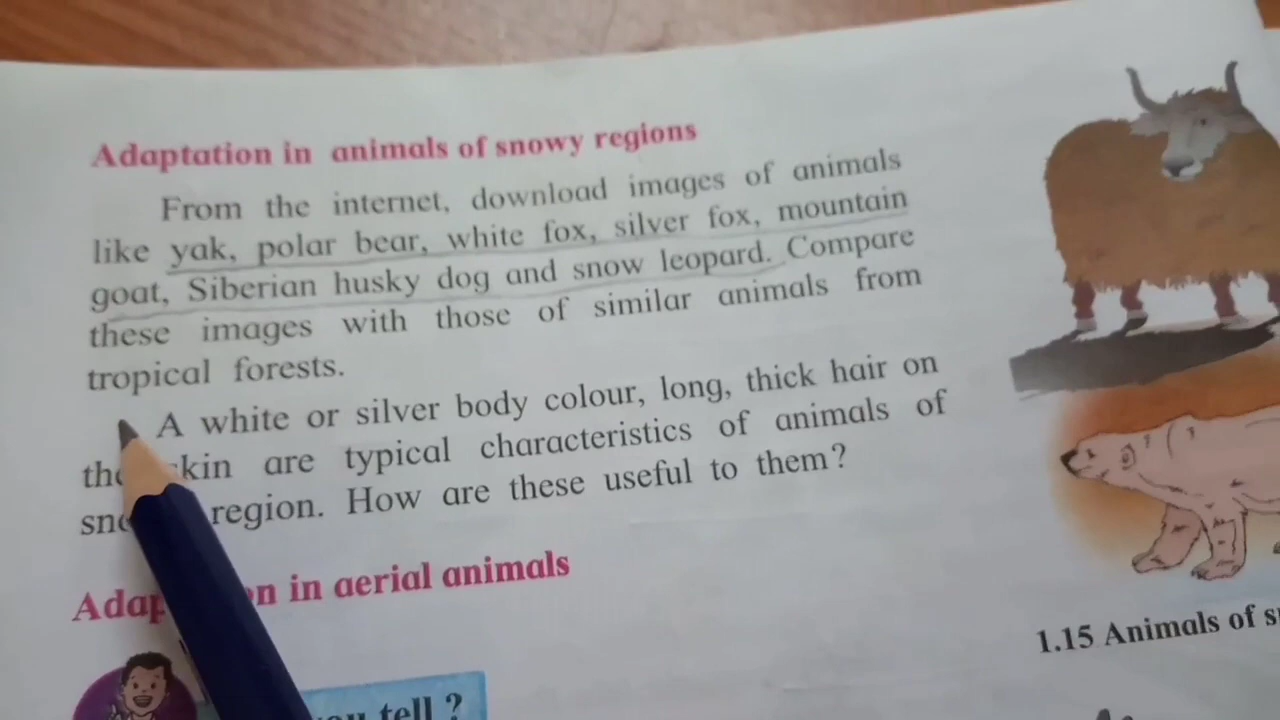 Adaptation in animals of snowy regions
From the internet, download images of animals
like yak, polar bear, white fox, silver fox, mountain
goat, Siberian husky dog and snow leopard. Compare
these images with those of similar animals from
tropical forests.
A white or silver body colour, long, thick hair on
are typical characteristics of animals of
region. How are these useful to them?
in aerial animals
tell ?
1.15 Animals of